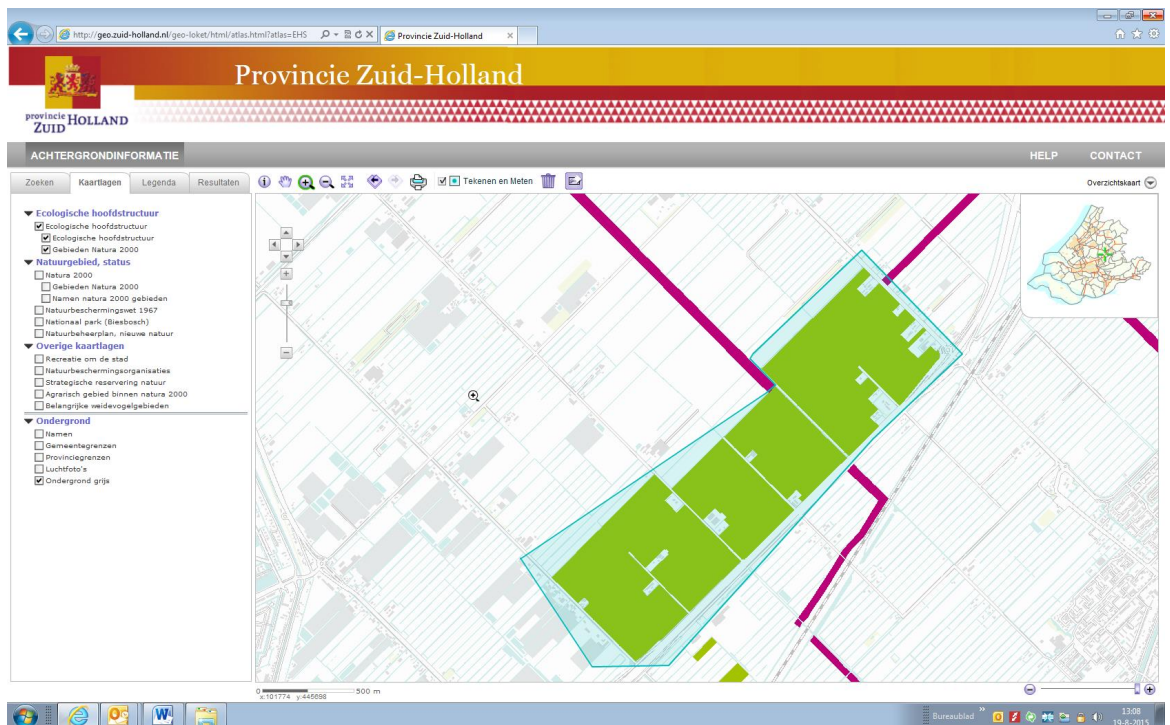 http://geo.zuid-holland.nl/geo-loket/html/atlas.html?atlas=EHS
Provincie Zuid-Holland
Provincie Zuid-Holland
provincie
ZUID HOLLAND
ACHTERGRONDINFORMATIE
HELP CONTACT
Zoeken Kaartlagen Legenda Resultaten
Tekenen en Meten
Overzichtskaart
Ecologische hoofdstructuur
Ecologische hoofdstructuur
Ecologische hoofdstructuur
Gebieden Natura 2000
Natuurgebied, status
Natura 2000
Gebieden Natura 2000
Namen natura 2000 gebieden
Natuurbeschermingswet 1967
Nationaal park (Biesbosch)
Natuurbeheerplan, nieuwe natuur
Overige kaartlagen
Recreatie om de stad
Natuurbeschermingsorganisaties
Strategische reservering natuur
Agrarisch gebied binnen natura 2000
Belangrijke weidevogelgebieden
Ondergrond
Namen
Gemeentegrenzen
Provinciegrenzen
Luchtfoto's
Ondergrond grijs
0 500 m
x:101774 y:445698
Bureaublad
13:08
19-8-2015